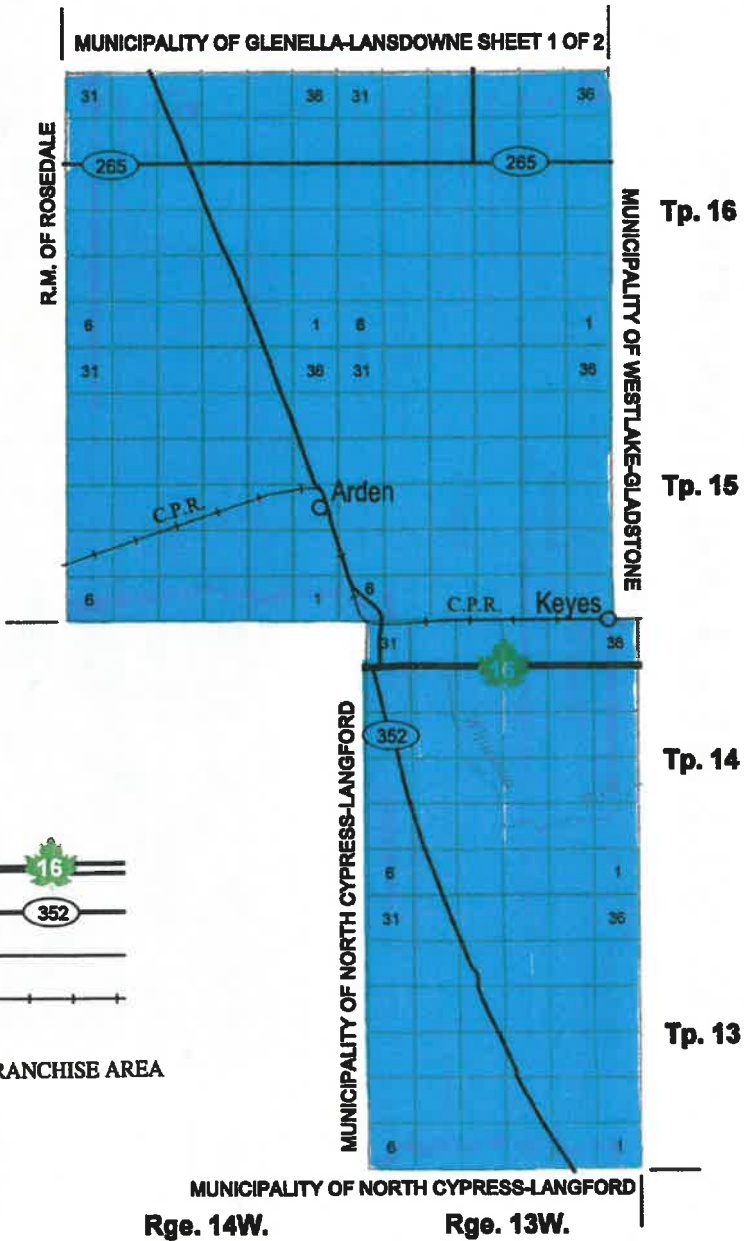 MUNICIPALITY OF GLENELLA-LANSDOWNE SHEET 1 OF 2
31 36 31 36
265 265
R.M. OF ROSEDALE
MUNICIPALITY OF WESTLAKE-GLADSTONE
Tp. 16
6 1 6 1
31 36 31 36
Tp. 15
Arden
C.P.R.
6 1 6
C.P.R. Keyes
31 36
16
352
MUNICIPALITY OF NORTH CYPRESS-LANGFORD
Tp. 14
16
6 1
352
31 36
Tp. 13
RANCHISE AREA
6 1
MUNICIPALITY OF NORTH CYPRESS-LANGFORD
Rge. 14W. Rge. 13W.